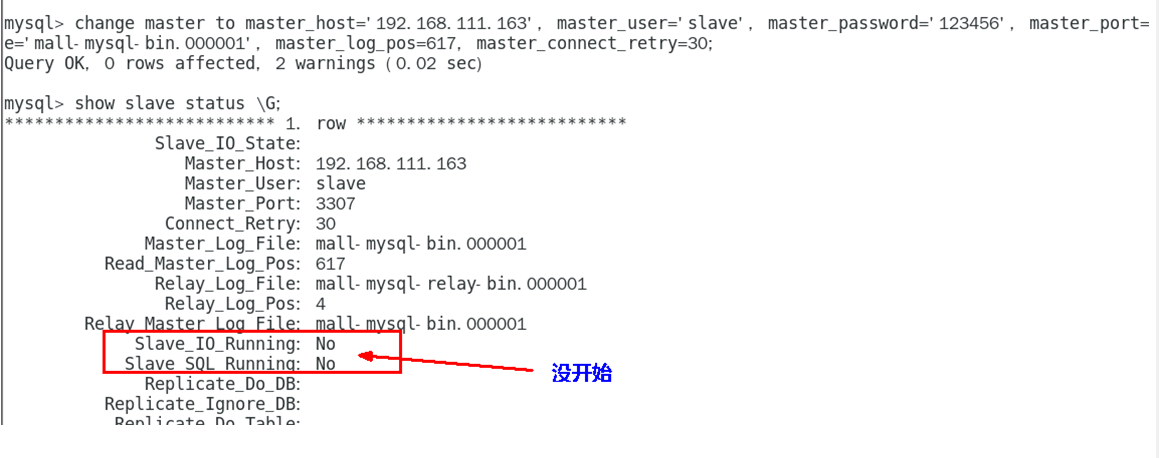 mysql> change master to master_host='192.168.111.163', master_user='slave', master_password='123456', master_port=
e='mall-mysql-bin.000001', master_log_pos=617, master_connect_retry=30;
Query OK, 0 rows affected, 2 warnings (0.02 sec)
mysql> show slave status \G;
*************************** 1. row ***************************
Slave_IO_State:
Master_Host: 192.168.111.163
Master_User: slave
Master_Port: 3307
Connect_Retry: 30
Master_Log_File: mall-mysql-bin.000001
Read_Master_Log_Pos: 617
Relay_Log_File: mall-mysql-relay-bin.000001
Relay_Log_Pos: 4
Relay_Master_Log_File: mall-mysql-bin.000001
Slave_IO_Running: No
Slave_SQL_Running: No
没开始
Replicate_Do_DB:
Replicate_Ignore_DB:
Replicate_Do_Table: